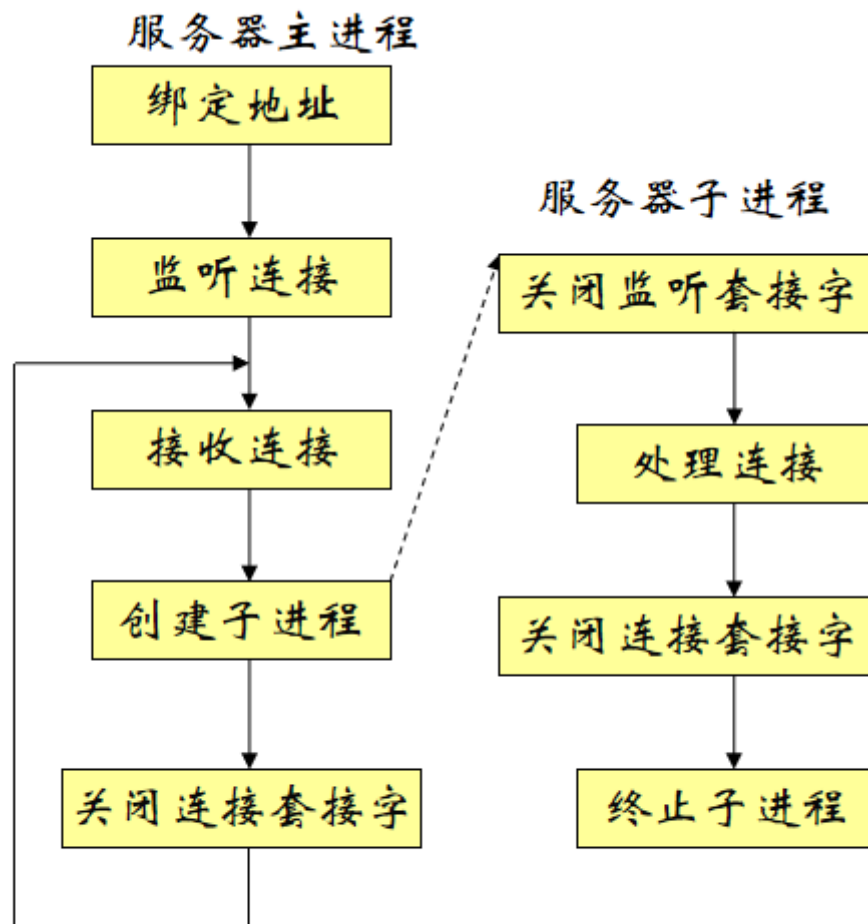 服务器主进程
绑定地址
监听连接
接收连接
创建子进程
关闭连接套接字
服务器子进程
关闭监听套接字
处理连接
关闭连接套接字
终止子进程